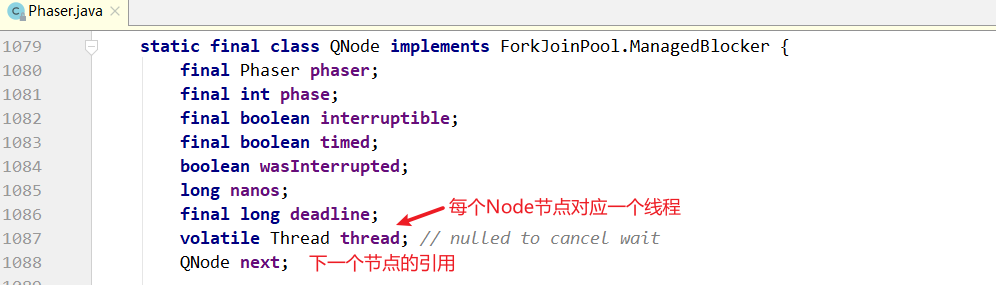 Phaser.java
1079 static final class QNode implements ForkJoinPool.ManagedBlocker {
1080 final Phaser phaser;
1081 final int phase;
1082 final boolean interruptible;
1083 final boolean timed;
1084 boolean wasInterrupted;
1085 long nanos;
1086 final long deadline; 每个Node节点对应一个线程
1087 volatile Thread thread; // nulled to cancel wait
1088 QNode next; 下一个节点的引用